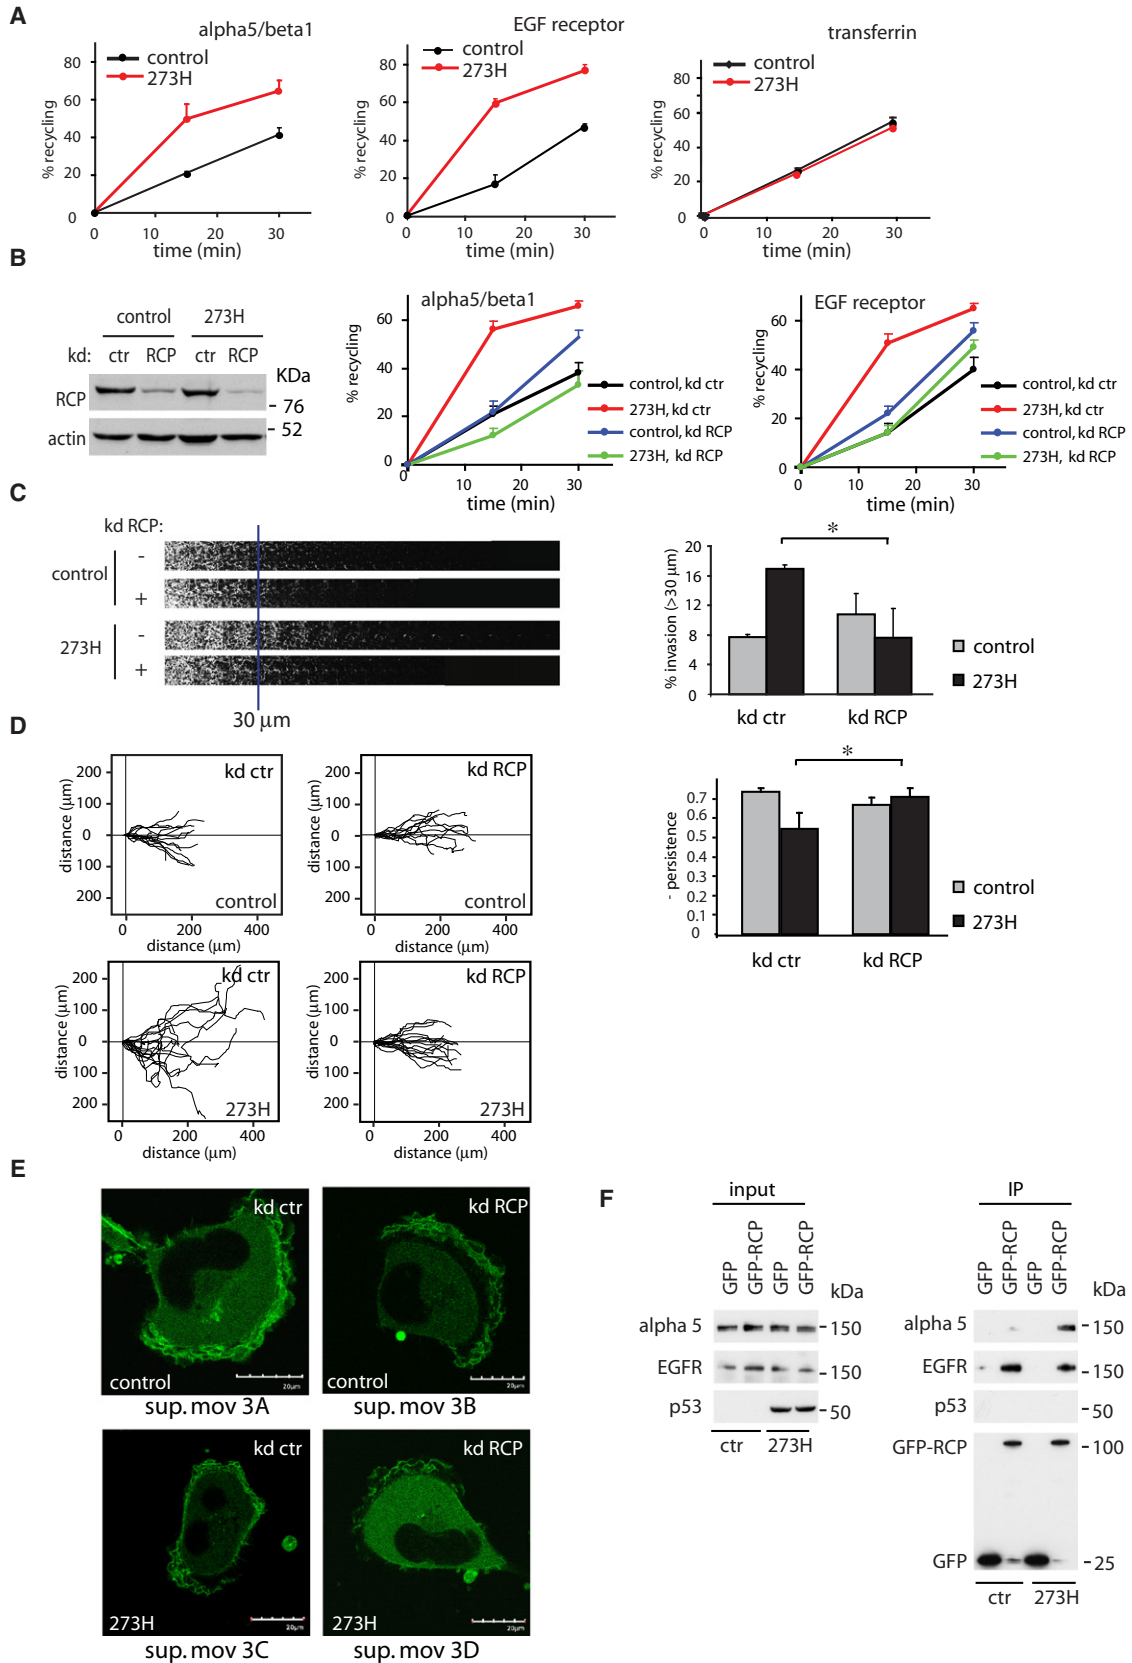 A
alpha5/beta1
control
273H
% recycling
80
60
40
20
0
0 10 20 30
time (min)
EGF receptor
control
273H
% recycling
80
60
40
20
0
0 10 20 30
time (min)
transferrin
control
273H
% recycling
80
60
40
20
0
0 10 20 30
time (min)
B
control 273H
kd: ctr RCP ctr RCP
KDa
RCP
- 76
- 52
actin
alpha5/beta1
% recycling
60
40
20
0
0 10 20 30
time (min)
control, kd ctr
273H, kd ctr
control, kd RCP
273H, kd RCP
EGF receptor
% recycling
60
40
20
0
0 10 20 30
time (min)
control, kd ctr
273H, kd ctr
control, kd RCP
273H, kd RCP
C
kd RCP:
control
-
+
273H
-
+
30 µm
*
% invasion (>30 µm)
20
16
12
8
4
0
kd ctr kd RCP
control
273H
D
kd ctr
control
distance (µm)
200
100
0
100
200
0 200 400
distance (µm)
kd RCP
control
distance (µm)
200
100
0
100
200
0 200 400
distance (µm)
kd ctr
273H
distance (µm)
200
100
0
100
200
0 200 400
distance (µm)
kd RCP
273H
distance (µm)
200
100
0
100
200
0 200 400
distance (µm)
*
- persistence
0.7
0.6
0.5
0.4
0.3
0.2
0.1
0
kd ctr kd RCP
control
273H
E
kd ctr
control
20µm
sup. mov 3A
kd RCP
control
20µm
sup. mov 3B
kd ctr
273H
20µm
sup. mov 3C
kd RCP
273H
20µm
sup. mov 3D
F
input
GFP
GFP-RCP
GFP
GFP-RCP
kDa
alpha 5
- 150
EGFR
- 150
p53
- 50
ctr 273H
IP
GFP
GFP-RCP
GFP
GFP-RCP
kDa
alpha 5
- 150
EGFR
- 150
p53
- 50
GFP-RCP
- 100
GFP
- 25
ctr 273H